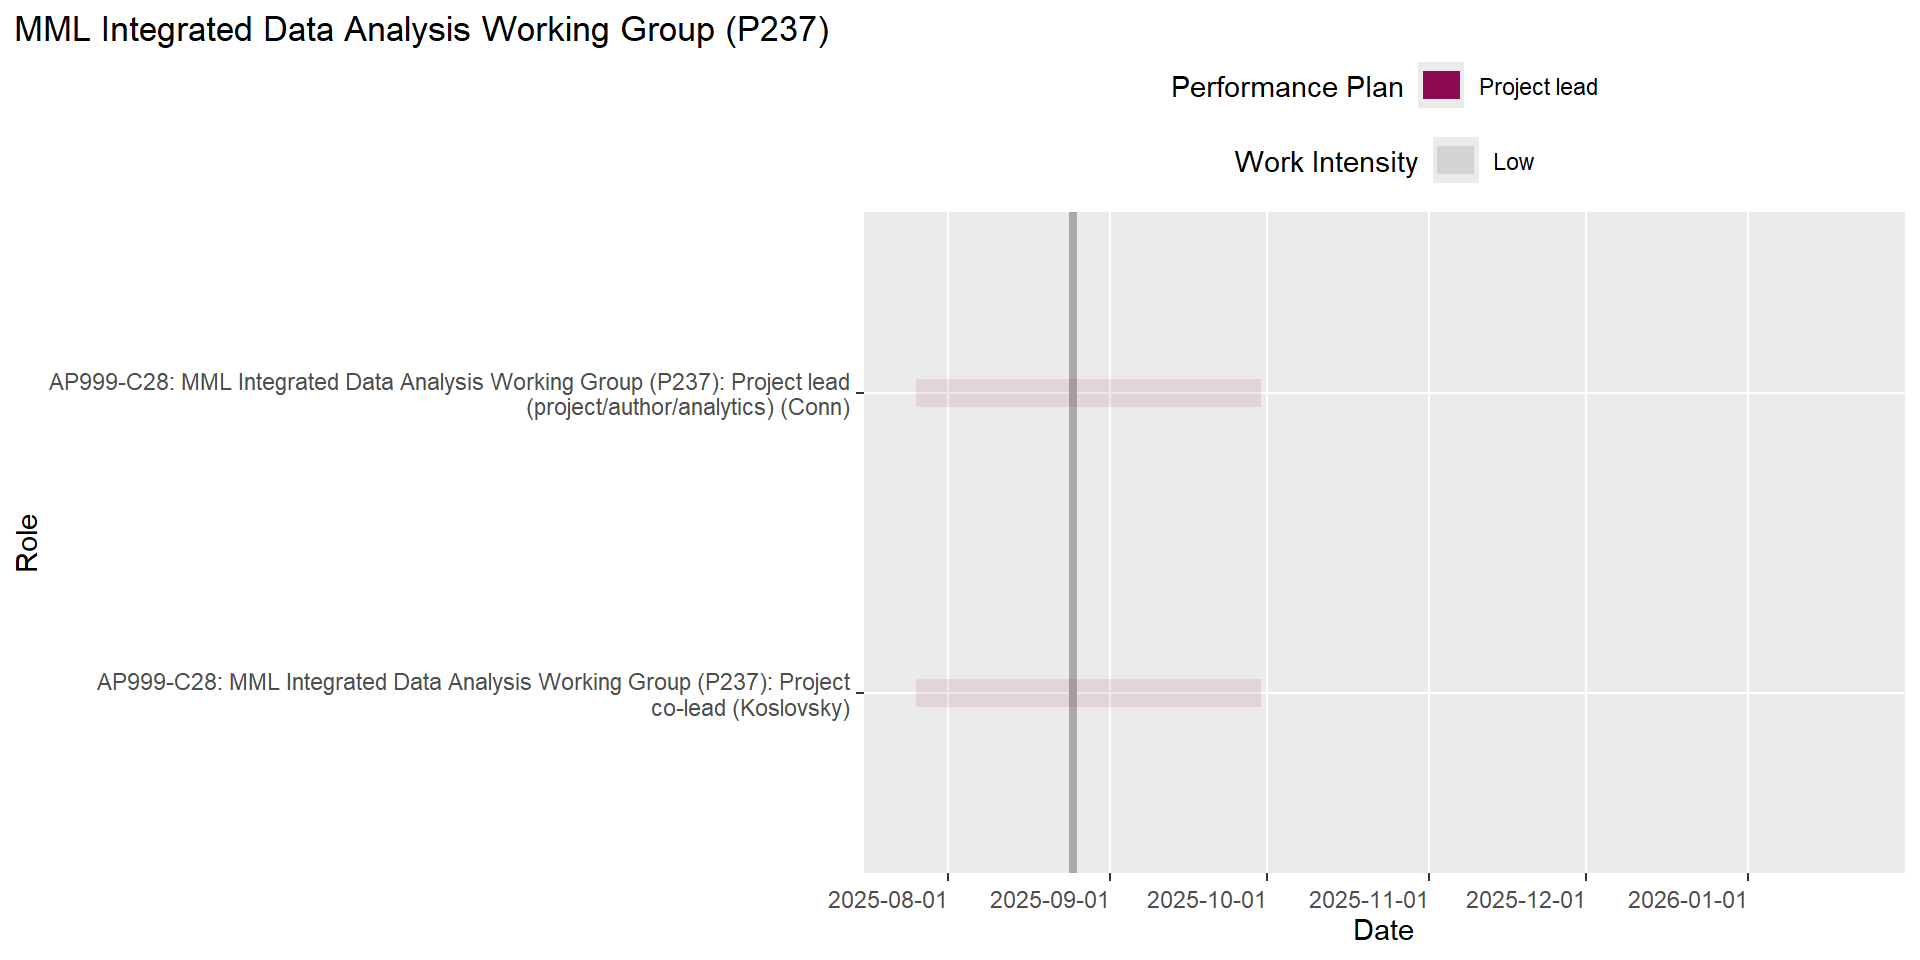 MML Integrated Data Analysis Working Group (P237)
Performance Plan Project lead
Work Intensity Low
AP999-C28: MML Integrated Data Analysis Working Group (P237): Project lead
(project/author/analytics) (Conn)
Role
AP999-C28: MML Integrated Data Analysis Working Group (P237): Project
co-lead (Koslovsky)
2025-08-01 2025-09-01 2025-10-01 2025-11-01 2025-12-01 2026-01-01
Date